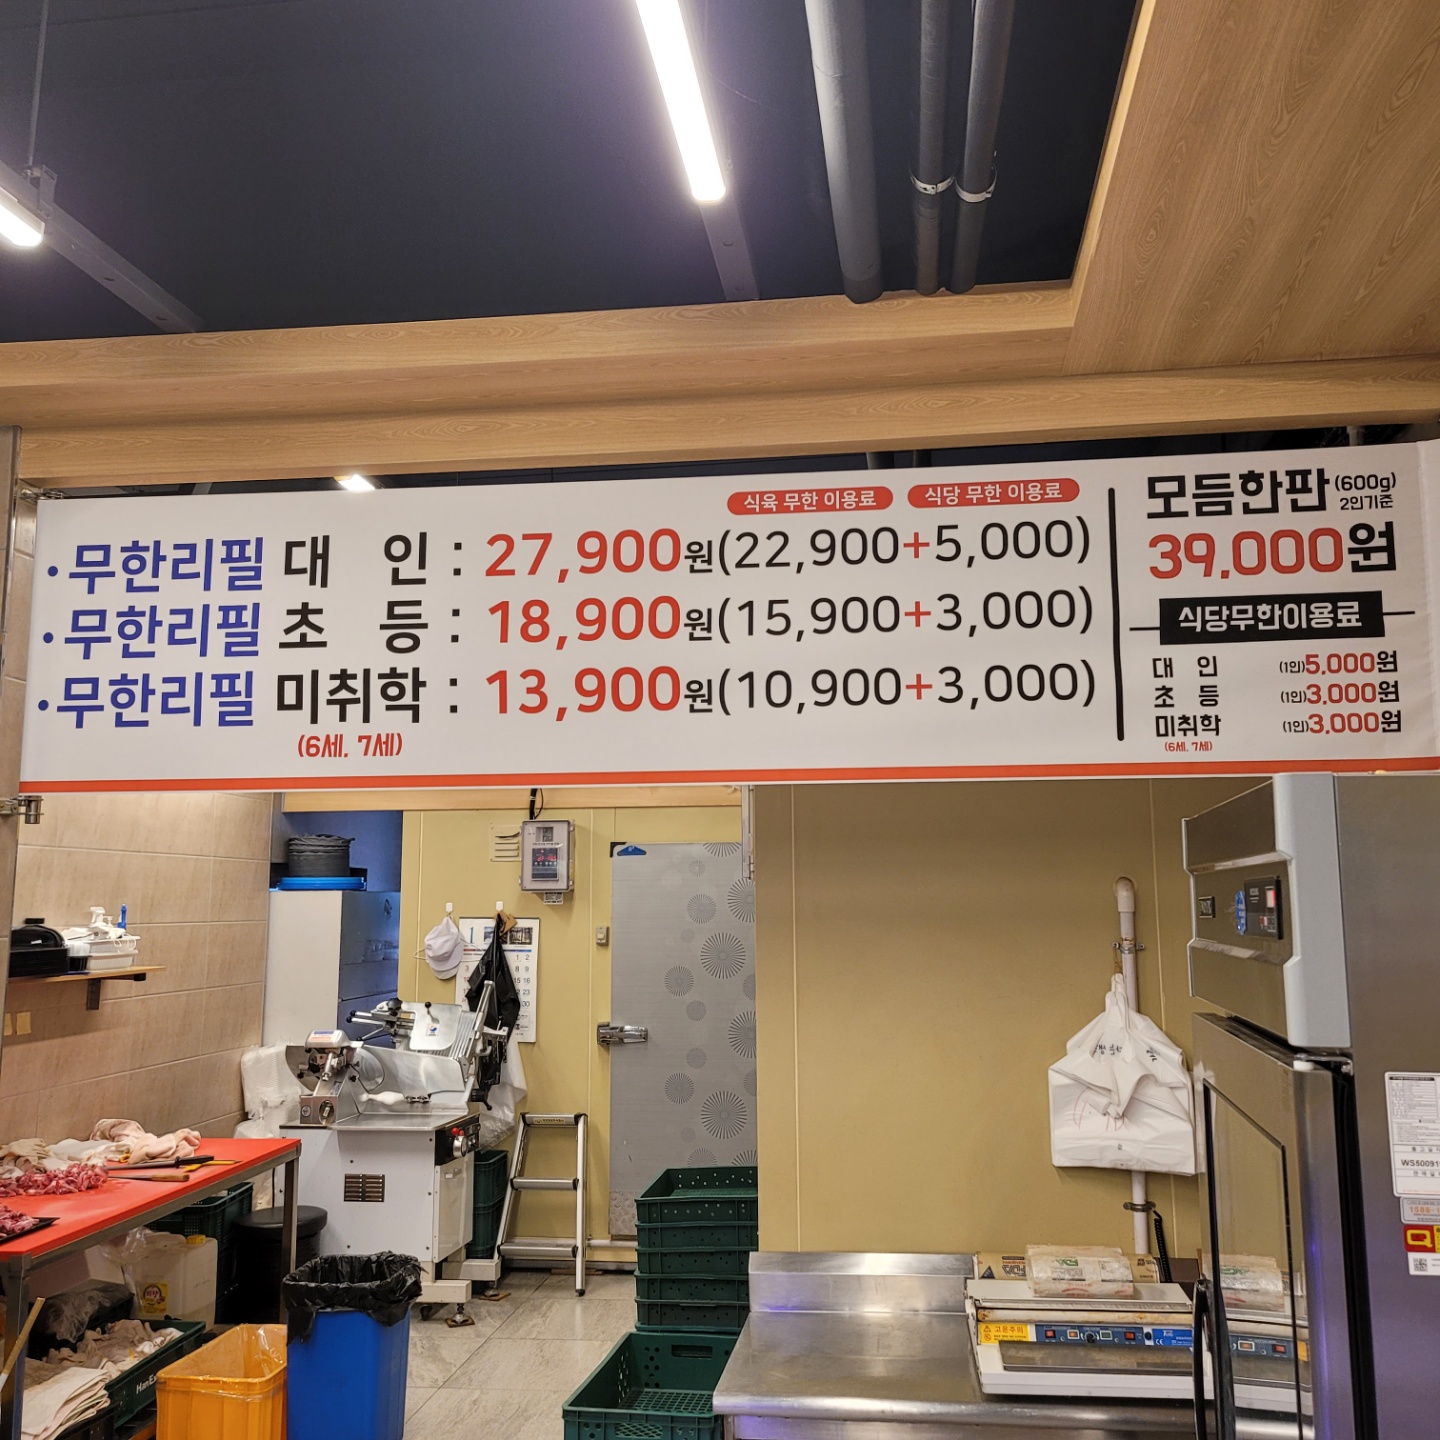 식육 무한 이용료 식당 무한 이용료
·무한리필 대 인 : 27,900원(22,900+5,000)
·무한리필 초 등 : 18,900원(15,900+3,000)
·무한리필 미취학 : 13,900원(10,900+3,000)
(6세, 7세)
모듬한판 (600g) 2인기준
39,000원
식당무한이용료
대 인 (1인)5,000원
초 등 (1인)3,000원
미취학 (1인)3,000원
(6세, 7세)
고온주의